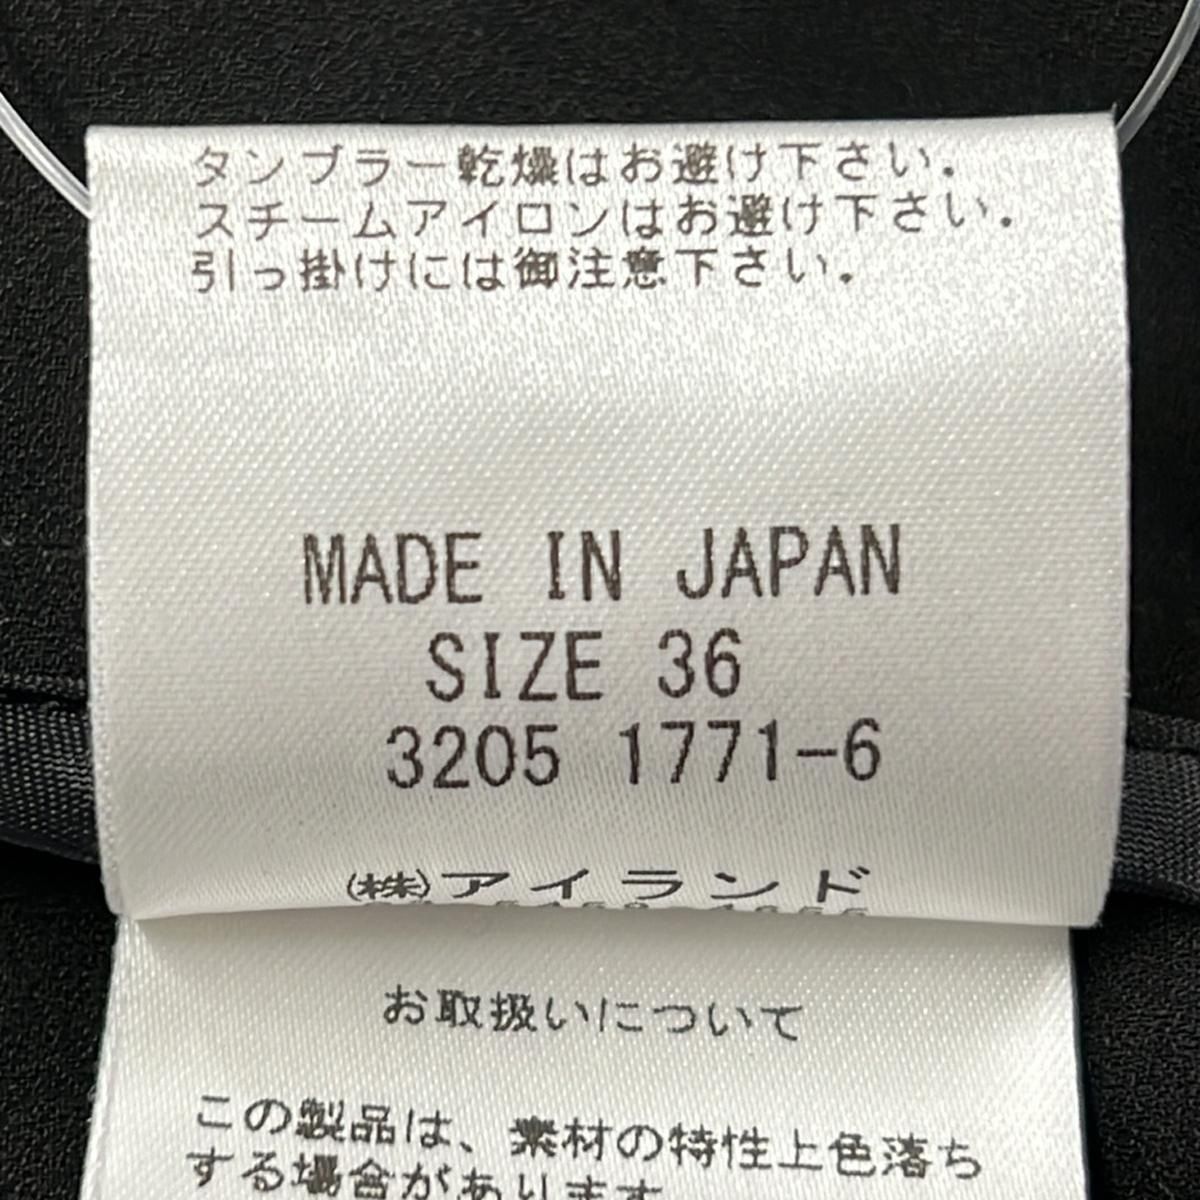 タンブラー乾燥はお避け下さい.
スチームアイロンはお避け下さい.
引っ掛けには御注意下さい.
MADE IN JAPAN
SIZE 36
3205 1771-6
(株)アイランド
お取扱いについて
この製品は、素材の特性上色落ち
する場合があります